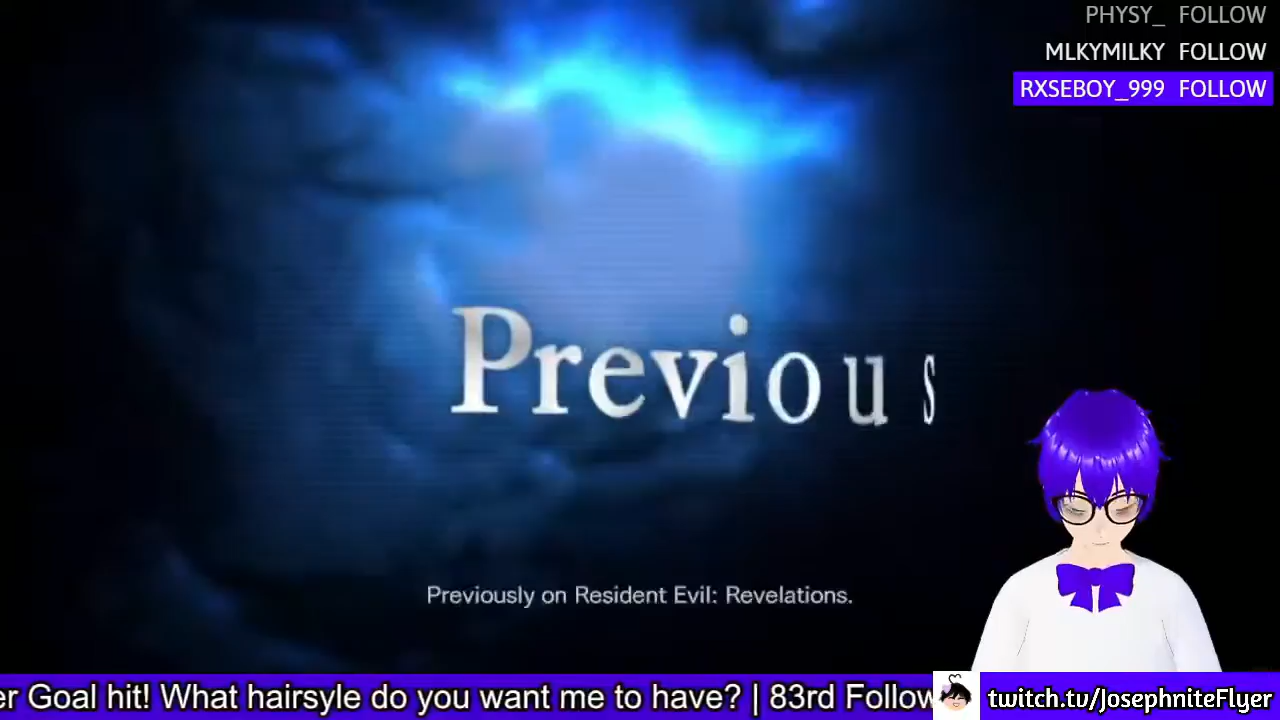 PHYSY_ FOLLOW
MLKYMILKY FOLLOW
RXSEBOY_999 FOLLOW
Previous
Previously on Resident Evil: Revelations.
er Goal hit! What hairsyle do you want me to have? | 83rd Follow
twitch.tv/JosephniteFlyer